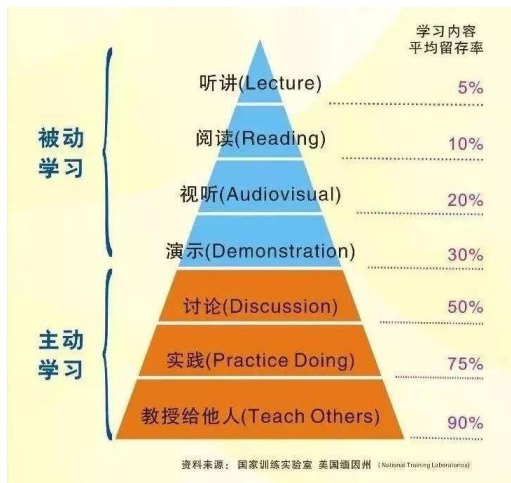 学习内容
平均留存率
听讲(Lecture)
5%
被动
学习
阅读(Reading)
10%
视听(Audiovisual)
20%
演示(Demonstration)
30%
主动
学习
讨论(Discussion)
50%
实践(Practice Doing)
75%
教授给他人(Teach Others)
90%
资料来源： 国家训练实验室 美国缅因州 (National Training Laboratories)